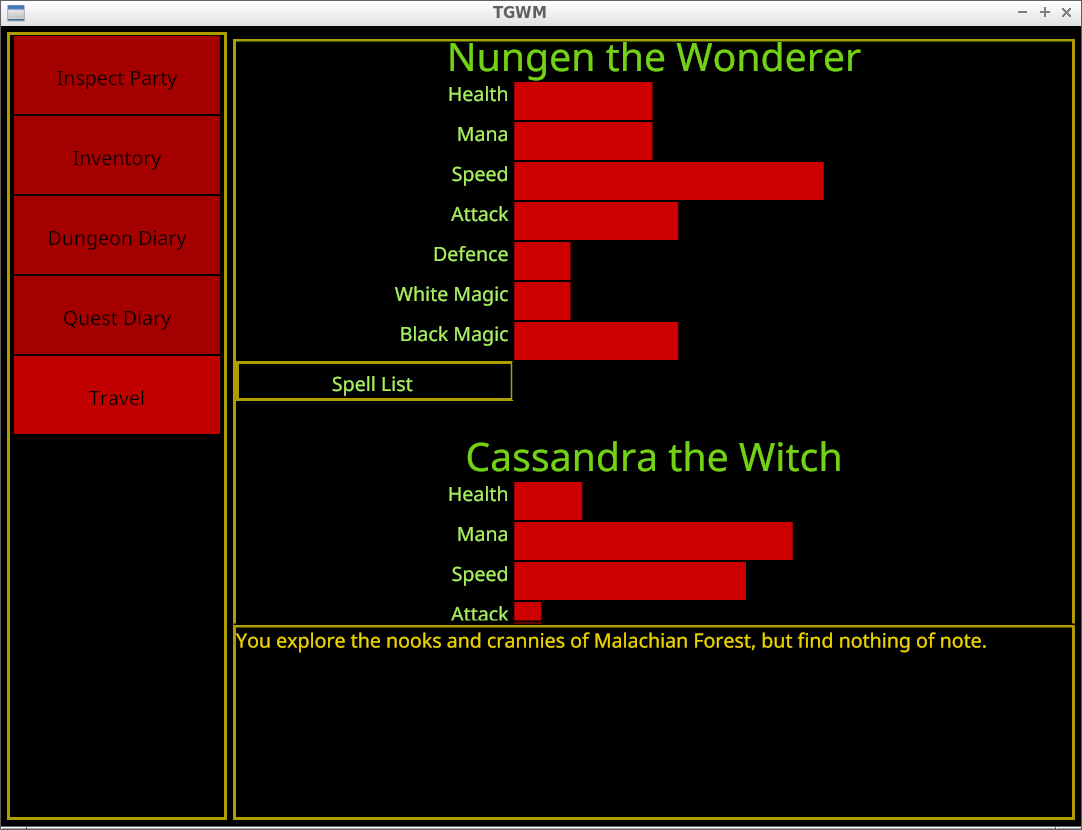 TGWM
Inspect Party
Inventory
Dungeon Diary
Quest Diary
Travel
Nungen the Wonderer
Health
Mana
Speed
Attack
Defence
White Magic
Black Magic
Spell List
Cassandra the Witch
Health
Mana
Speed
Attack
You explore the nooks and crannies of Malachian Forest, but find nothing of note.